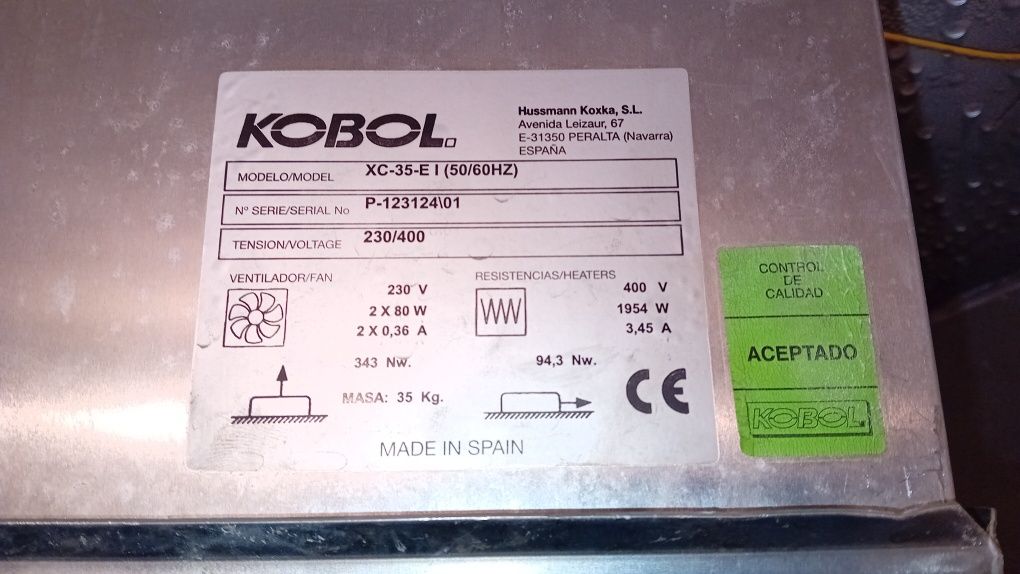 KOBOL.
Hussmann Koxka, S.L.
Avenida Leizaur, 67
E-31350 PERALTA (Navarra)
ESPAÑA
MODELO/MODEL XC-35-E I (50/60HZ)
Nº SERIE/SERIAL No P-123124\01
TENSION/VOLTAGE 230/400
VENTILADOR/FAN
230 V
2 X 80 W
2 X 0,36 A
RESISTENCIAS/HEATERS
400 V
1954 W
3,45 A
343 Nw.
94,3 Nw.
MASA: 35 Kg.
CE
MADE IN SPAIN
CONTROL
DE
CALIDAD
ACEPTADO
KOBOL.